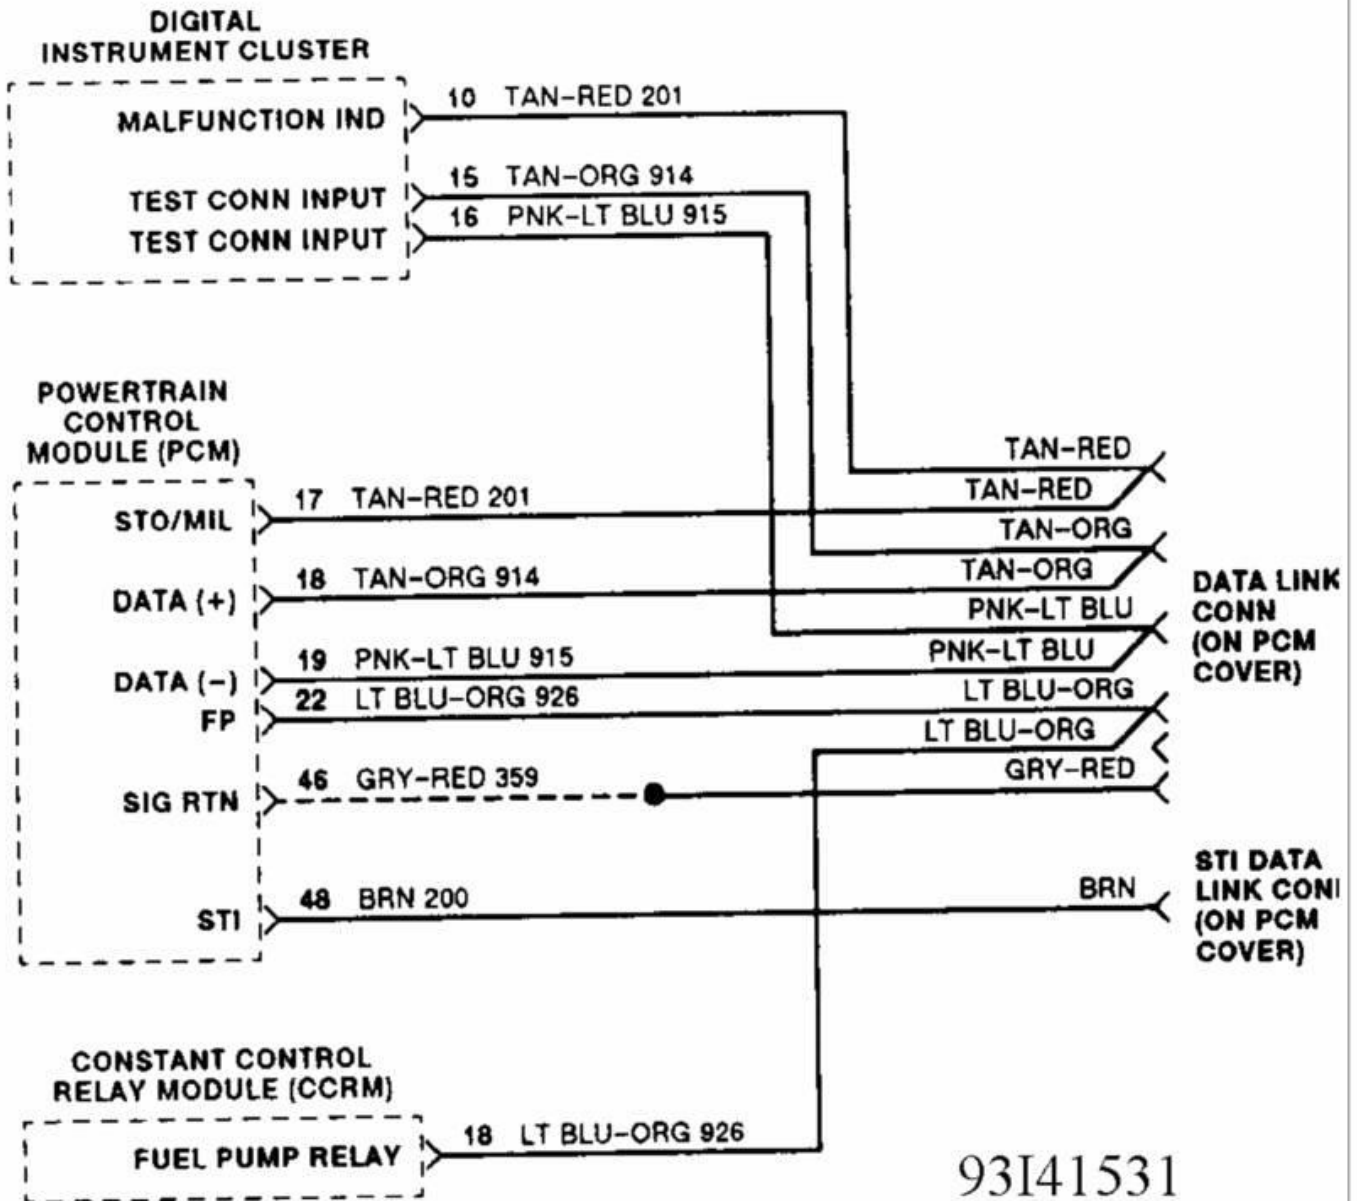 DIGITAL
INSTRUMENT CLUSTER
MALFUNCTION IND
10 TAN-RED 201
TEST CONN INPUT
15 TAN-ORG 914
TEST CONN INPUT
16 PNK-LT BLU 915
POWERTRAIN
CONTROL
MODULE (PCM)
STO/MIL
17 TAN-RED 201
DATA (+)
18 TAN-ORG 914
DATA (-)
19 PNK-LT BLU 915
FP
22 LT BLU-ORG 926
SIG RTN
46 GRY-RED 359
STI
48 BRN 200
TAN-RED
TAN-RED
TAN-ORG
TAN-ORG
PNK-LT BLU
PNK-LT BLU
LT BLU-ORG
LT BLU-ORG
GRY-RED
BRN
DATA LINK
CONN
(ON PCM
COVER)
STI DATA
LINK CON
(ON PCM
COVER)
CONSTANT CONTROL
RELAY MODULE (CCRM)
FUEL PUMP RELAY
18 LT BLU-ORG 926
93I41531